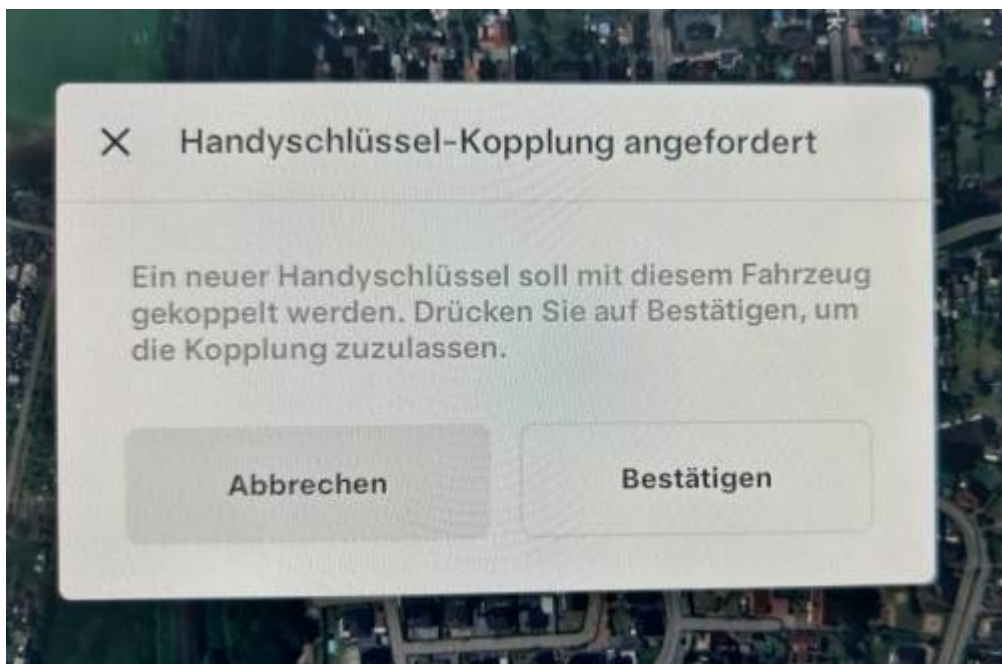 Handyschlüssel-Kopplung angefordert
Ein neuer Handyschlüssel soll mit diesem Fahrzeug
gekoppelt werden. Drücken Sie auf Bestätigen, um
die Kopplung zuzulassen.
Abbrechen
Bestätigen